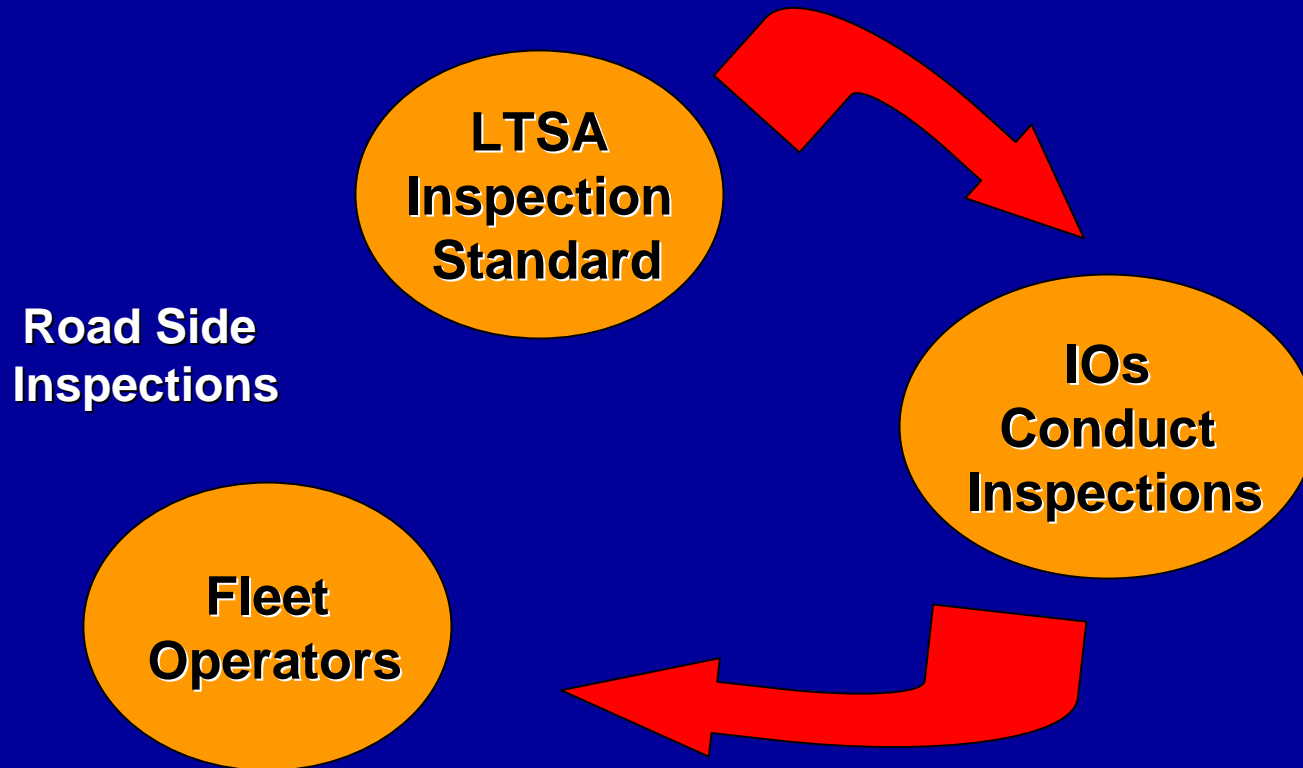 LTSA
Inspection
Standard
Road Side
Inspections
IOs
Conduct
Inspections
Fleet
Operators